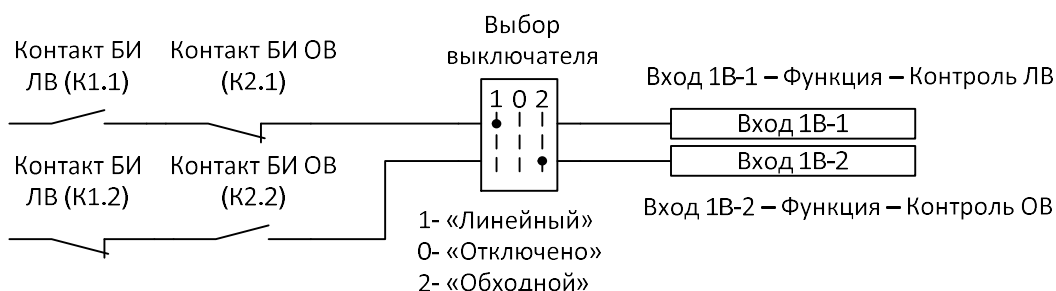 Контакт БИ
ЛВ (К1.1)
Контакт БИ ОВ
(К2.1)
Выбор
выключателя
1 0 2
Вход 1В-1 – Функция – Контроль ЛВ
Вход 1В-1
Вход 1В-2
Вход 1В-2 – Функция – Контроль ОВ
Контакт БИ
ЛВ (К1.2)
Контакт БИ ОВ
(К2.2)
1- «Линейный»
0- «Отключено»
2- «Обходной»